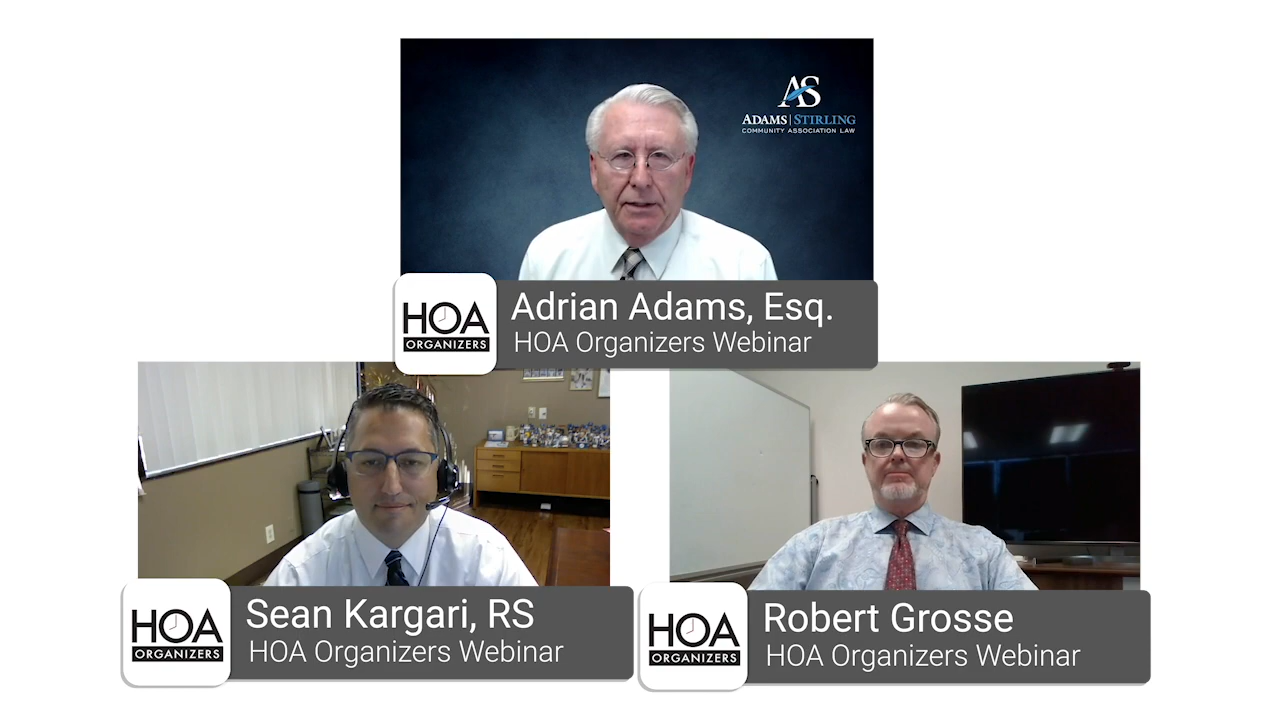 AS
ADAMS|STIRLING
COMMUNITY ASSOCIATION LAW
HOA
ORGANIZERS
Adrian Adams, Esq.
HOA Organizers Webinar
HOA
ORGANIZERS
Sean Kargari, RS
HOA Organizers Webinar
HOA
ORGANIZERS
Robert Grosse
HOA Organizers Webinar